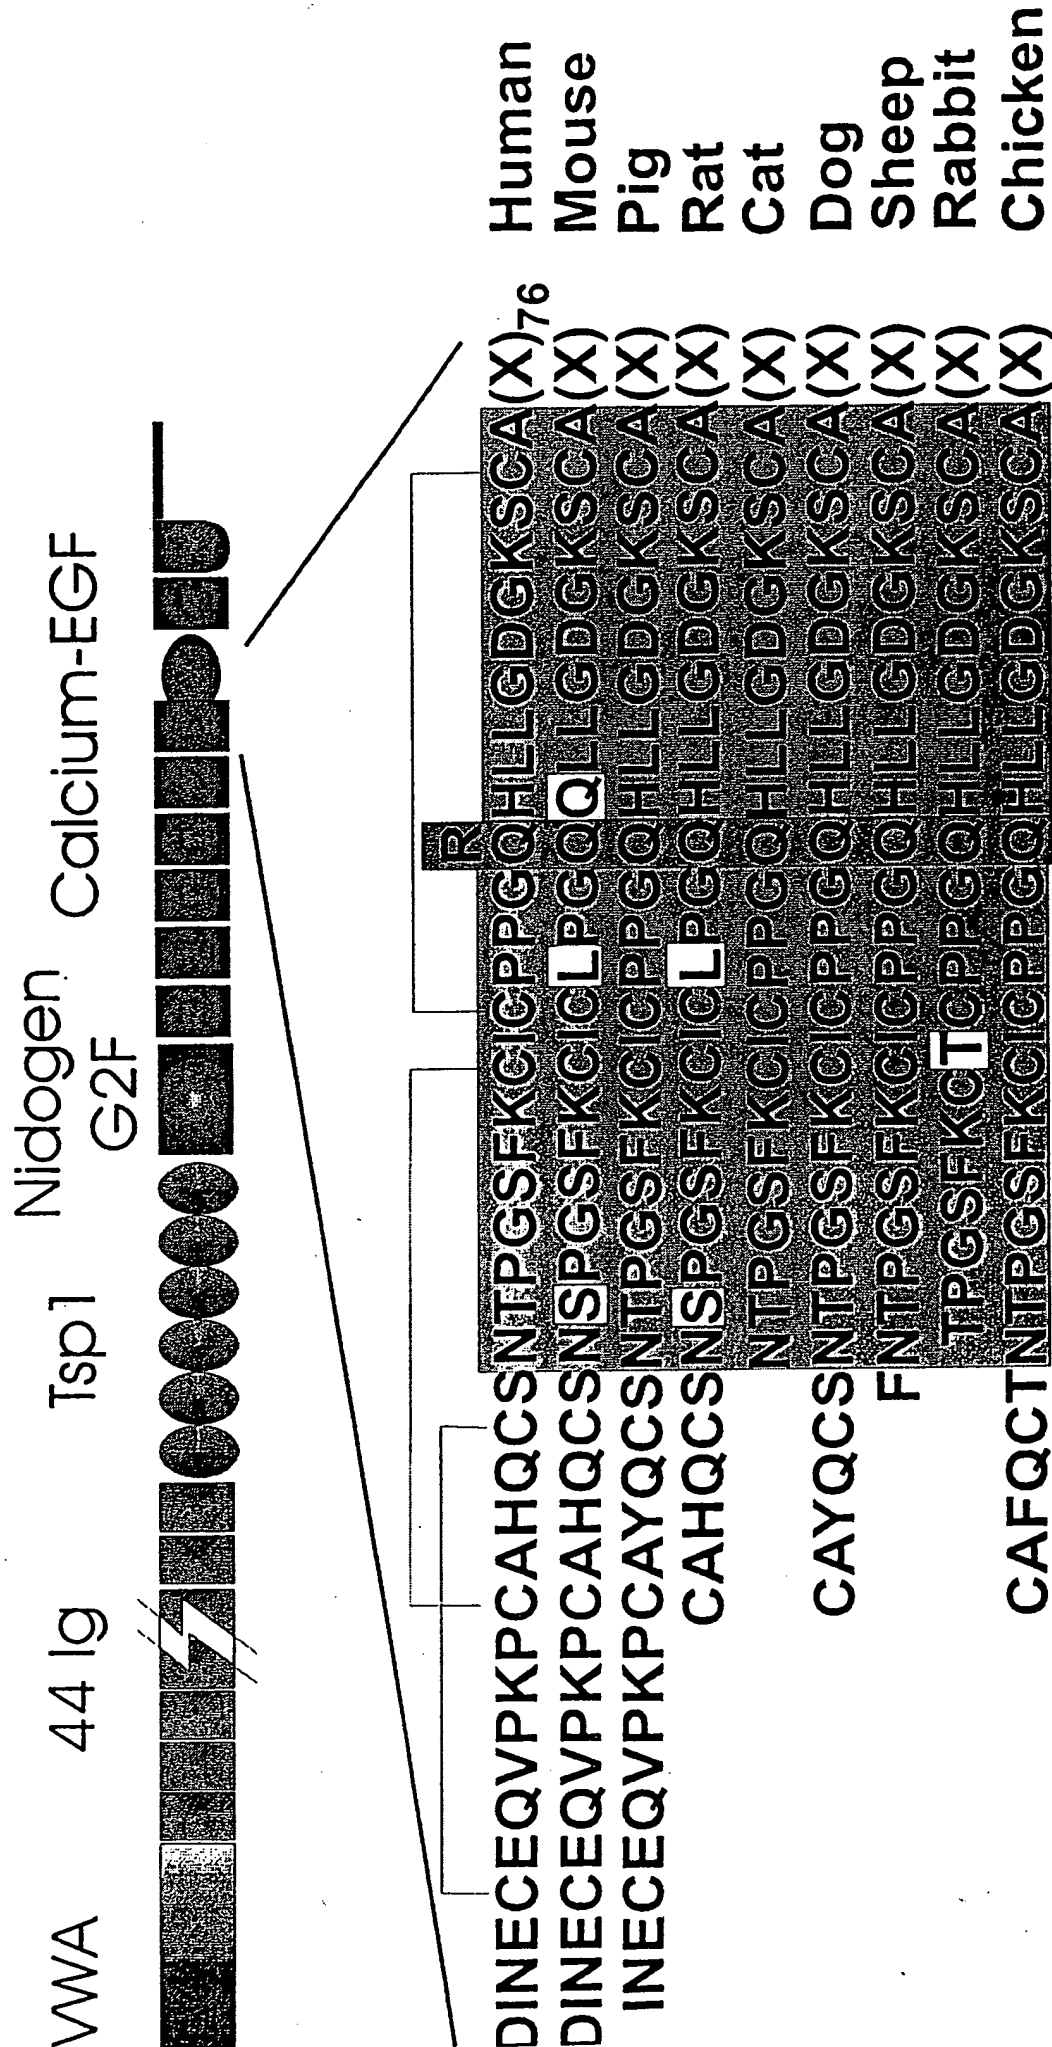 VWA 44 Ig Tsp1 Nidogen Calcium-EGF
G2F
R
DINECEQVPKPCAHQCSNTPGSFKCICPPGQHLLGDGKSCA(X)76 Human
DINECEQVPKPCAHQCSNSPGSFKCICLPGQQLLGDGKSCA(X) Mouse
INECEQVPKPCAYQCSNTPGSFKCICPPGQHLLGDGKSCA(X) Pig
CAHQCSNSPGSFKCICLPGQHLLGDGKSCA(X) Rat
NTPGSFKCICPPGQHLLGDGKSCA(X) Cat
CAYQCSNTPGSFKCICPPGQHLLGDGKSCA(X) Dog
FNTPGSFKCICPPGQHLLGDGKSCA(X) Sheep
TPGSFKCTCPPGQHLLGDGKSCA(X) Rabbit
CAFQCTNTPGSFKCICPPGQHLLGDGKSCA(X) Chicken